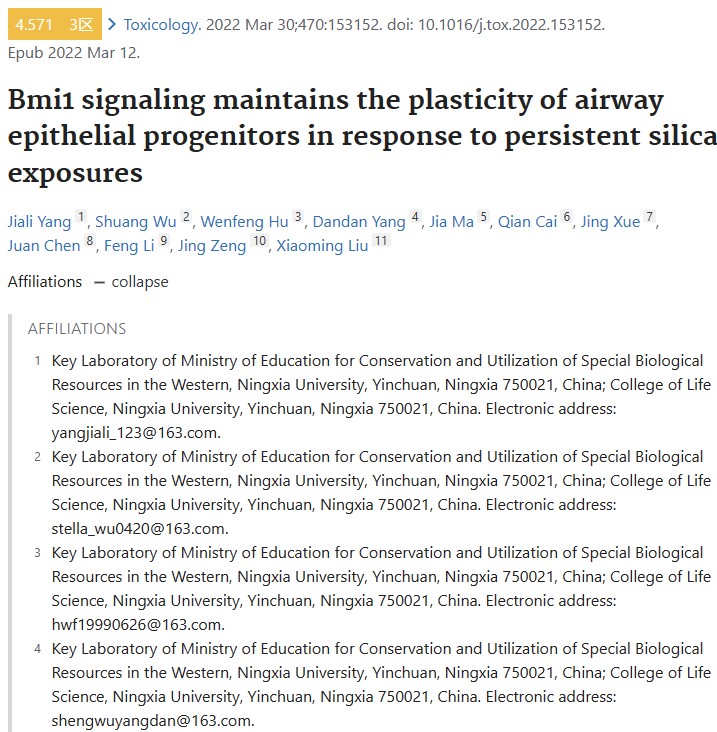 4.571 3区 Toxicology. 2022 Mar 30;470:153152. doi: 10.1016/j.tox.2022.153152.
Epub 2022 Mar 12.
Bmi1 signaling maintains the plasticity of airway
epithelial progenitors in response to persistent silica
exposures
Jiali Yang 1, Shuang Wu 2, Wenfeng Hu 3, Dandan Yang 4, Jia Ma 5, Qian Cai 6, Jing Xue 7,
Juan Chen 8, Feng Li 9, Jing Zeng 10, Xiaoming Liu 11
Affiliations — collapse
AFFILIATIONS
1 Key Laboratory of Ministry of Education for Conservation and Utilization of Special Biological
Resources in the Western, Ningxia University, Yinchuan, Ningxia 750021, China; College of Life
Science, Ningxia University, Yinchuan, Ningxia 750021, China. Electronic address:
yangjiali_123@163.com.
2 Key Laboratory of Ministry of Education for Conservation and Utilization of Special Biological
Resources in the Western, Ningxia University, Yinchuan, Ningxia 750021, China; College of Life
Science, Ningxia University, Yinchuan, Ningxia 750021, China. Electronic address:
stella_wu0420@163.com.
3 Key Laboratory of Ministry of Education for Conservation and Utilization of Special Biological
Resources in the Western, Ningxia University, Yinchuan, Ningxia 750021, China; College of Life
Science, Ningxia University, Yinchuan, Ningxia 750021, China. Electronic address:
hwf19990626@163.com.
4 Key Laboratory of Ministry of Education for Conservation and Utilization of Special Biological
Resources in the Western, Ningxia University, Yinchuan, Ningxia 750021, China; College of Life
Science, Ningxia University, Yinchuan, Ningxia 750021, China. Electronic address:
shengwuyangdan@163.com.